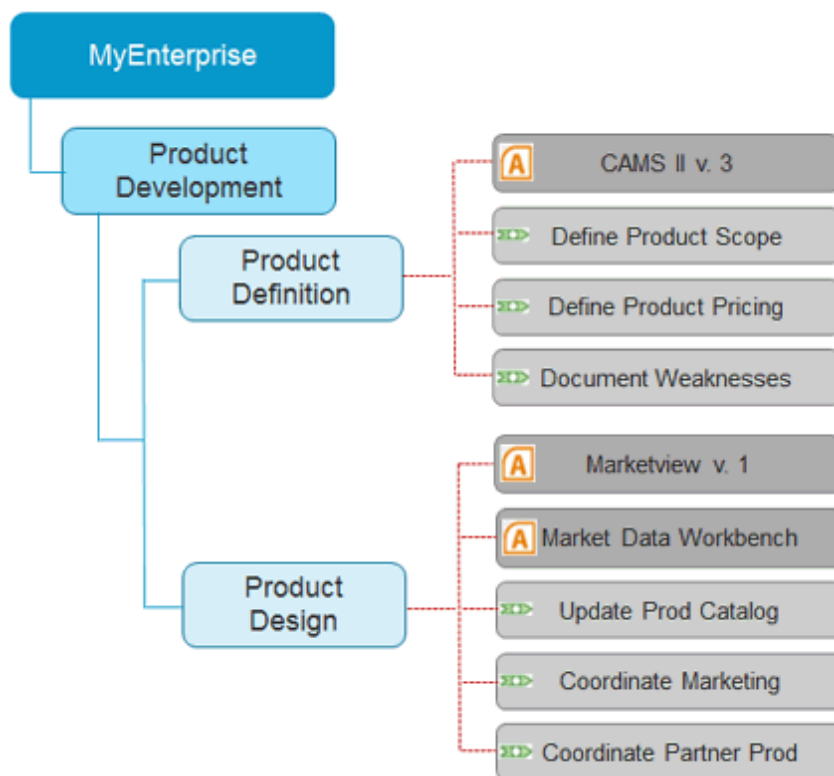 MyEnterprise
Product
Development
Product
Definition
A
CAMS II v. 3
Define Product Scope
Define Product Pricing
Document Weaknesses
Product
Design
A
Marketview v. 1
A
Market Data Workbench
Update Prod Catalog
Coordinate Marketing
Coordinate Partner Prod